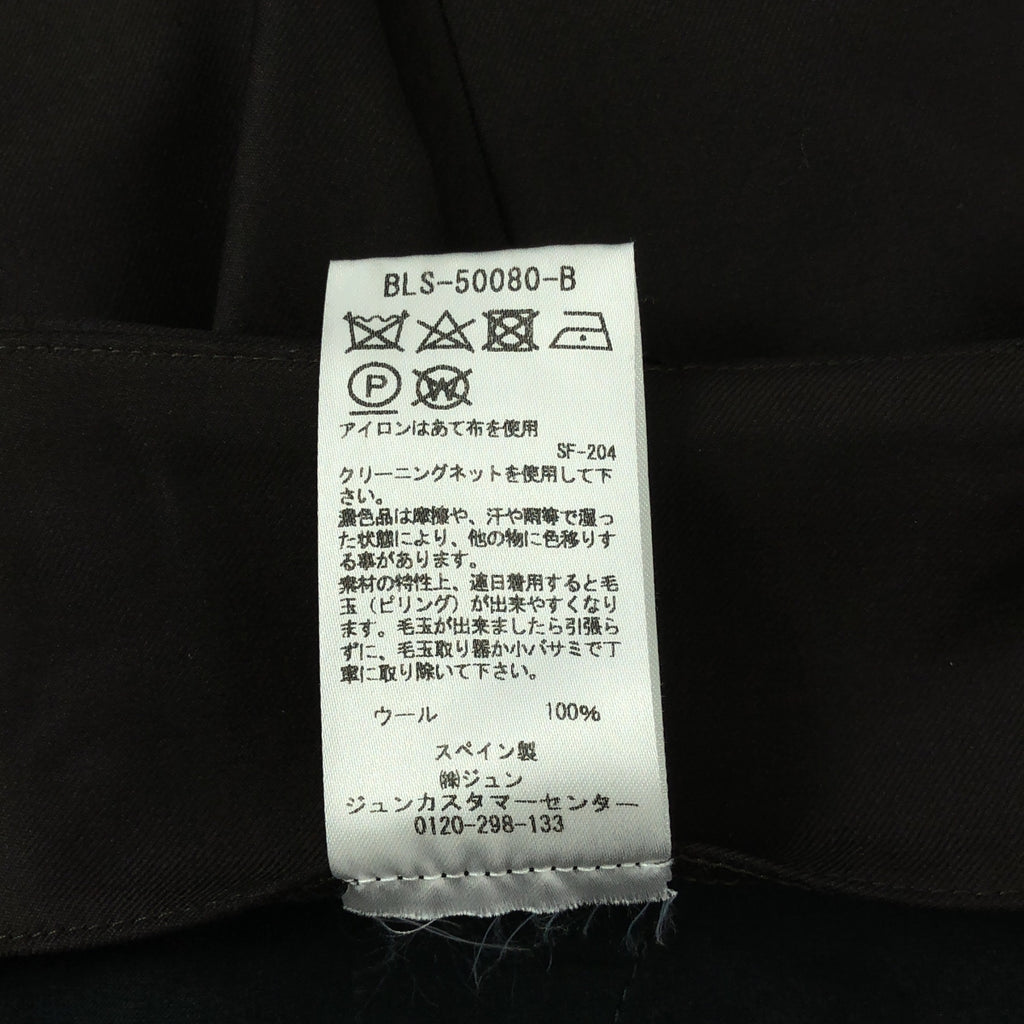 BLS-50080-B
P
W
アイロンはあて布を使用
SF-204
クリーニングネットを使用して下
さい。
濃色品は摩擦や、汗や雨等で湿っ
た状態により、他の物に色移りす
る事があります。
素材の特性上、連日着用すると毛
玉（ピリング）が出来やすくなり
ます。毛玉が出来ましたら引張ら
ずに、毛玉取り器か小バサミで丁
寧に取り除いて下さい。
ウール 100%
スペイン製
㈱ジュン
ジュンカスタマーセンター
0120-298-133